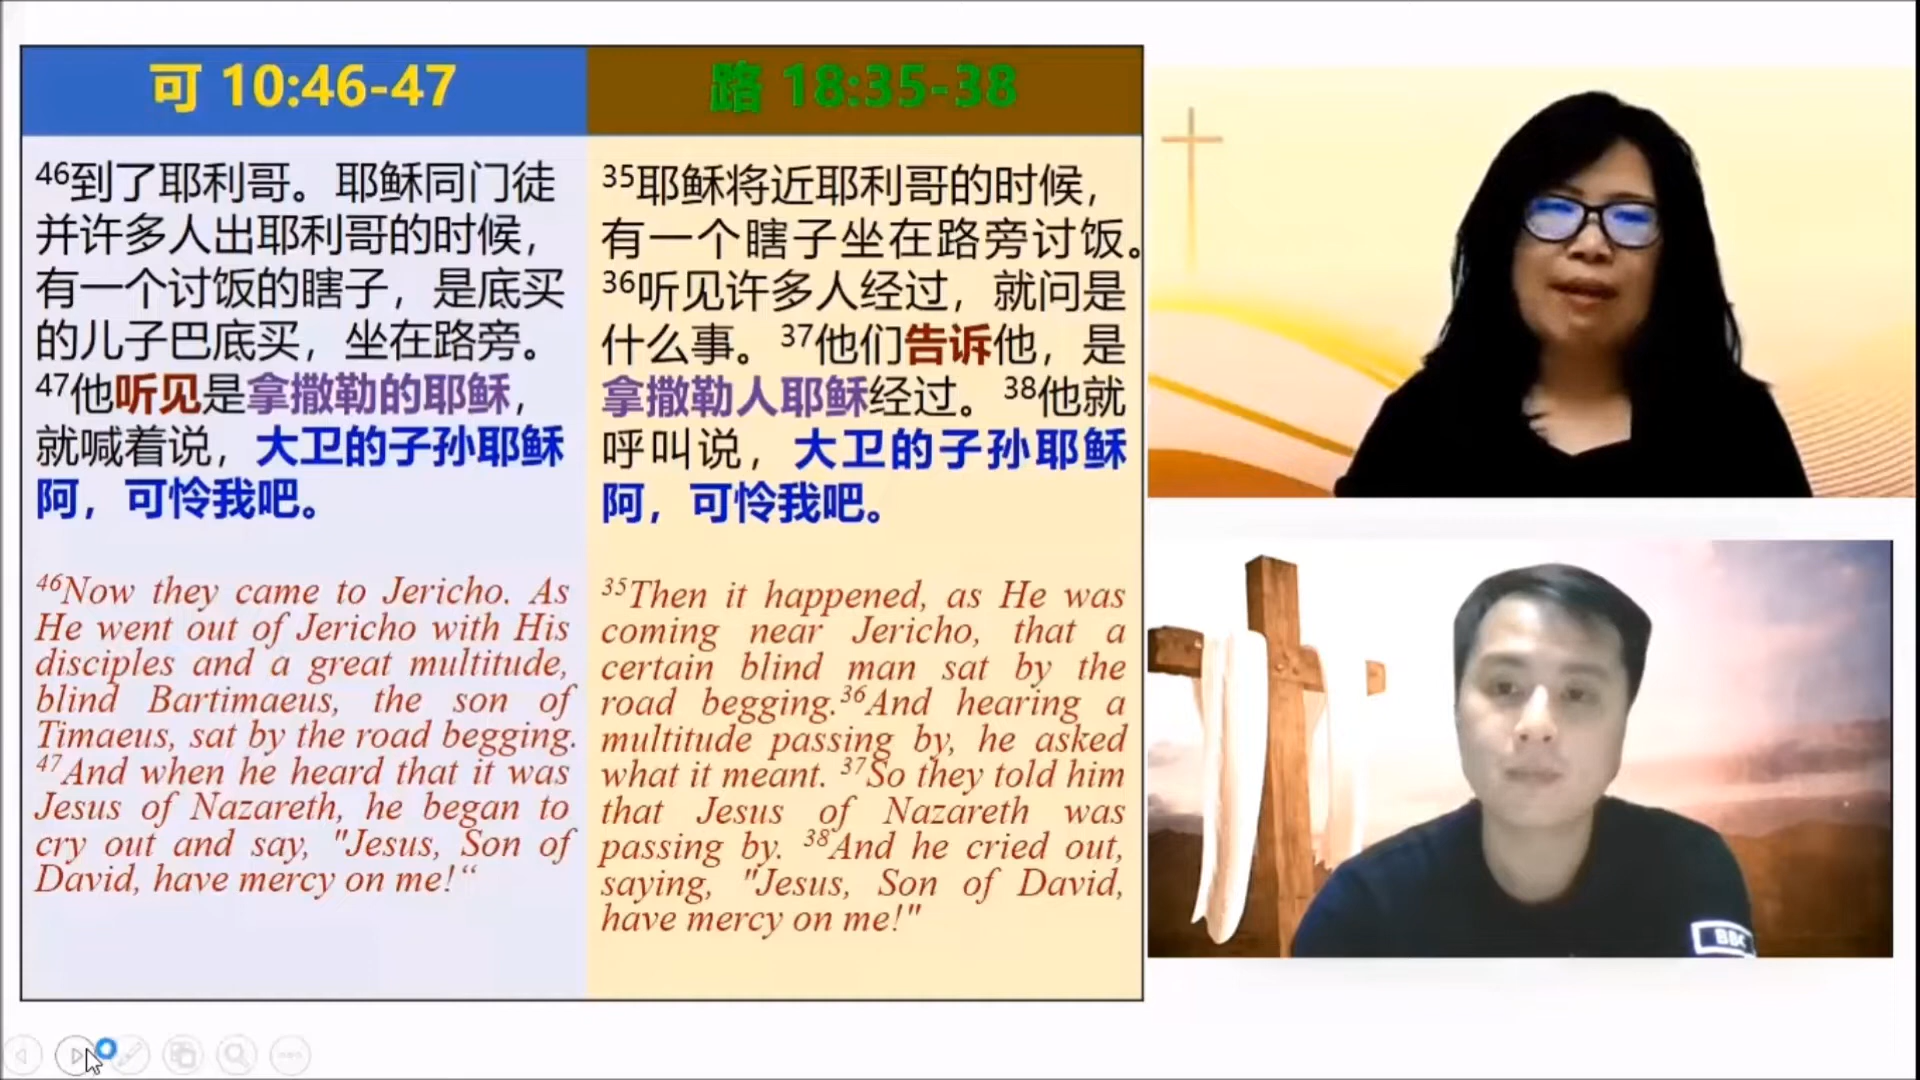 可 10:46-47
46到了耶利哥。耶稣同门徒
并许多人出耶利哥的时候，
有一个讨饭的瞎子，是底买
的儿子巴底买，坐在路旁。
47他听见是拿撒勒的耶稣，
就喊着说，大卫的子孙耶稣
阿，可怜我吧。
46Now they came to Jericho. As
He went out of Jericho with His
disciples and a great multitude,
blind Bartimaeus, the son of
Timaeus, sat by the road begging.
47And when he heard that it was
Jesus of Nazareth, he began to
cry out and say, "Jesus, Son of
David, have mercy on me!“
路 18:35-38
35耶稣将近耶利哥的时候，
有一个瞎子坐在路旁讨饭。
36听见许多人经过，就问是
什么事。37他们告诉他，是
拿撒勒人耶稣经过。38他就
呼叫说，大卫的子孙耶稣
阿，可怜我吧。
35Then it happened, as He was
coming near Jericho, that a
certain blind man sat by the
road begging.36And hearing a
multitude passing by, he asked
what it meant. 37So they told him
that Jesus of Nazareth was
passing by. 38And he cried out,
saying, "Jesus, Son of David,
have mercy on me!"